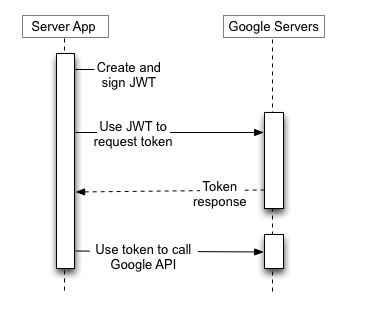 Server App
Google Servers
Create and
sign JWT
Use JWT to
request token
Token
response
Use token to call
Google API